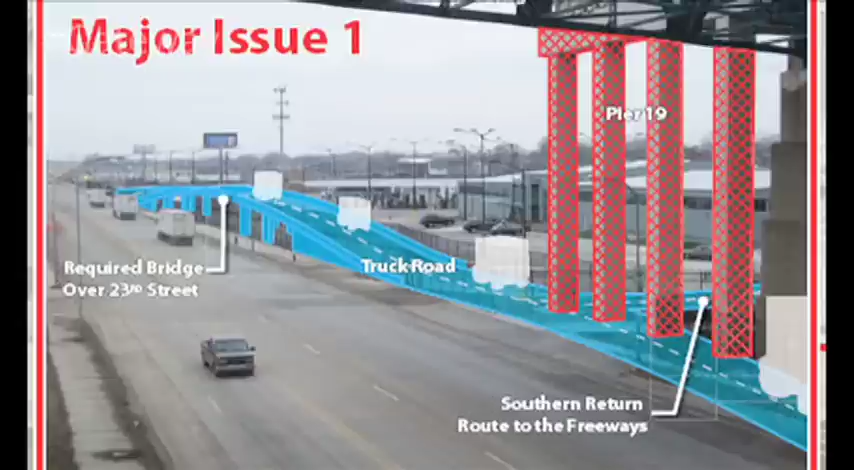 Major Issue 1
Pier 19
Required Bridge
Over 23rd Street
Truck Road
Southern Return
Route to the Freeways